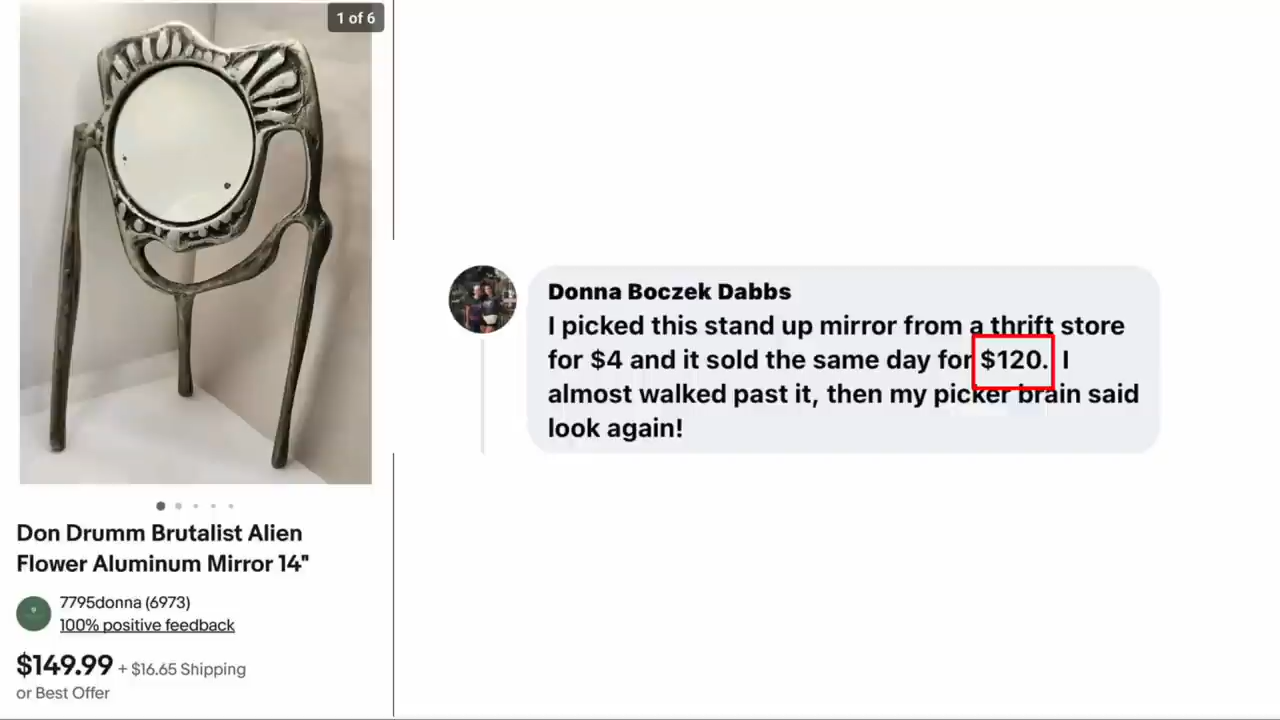 1 of 6
Don Drumm Brutalist Alien
Flower Aluminum Mirror 14"
7795donna (6973)
100% positive feedback
$149.99 + $16.65 Shipping
or Best Offer
Donna Boczek Dabbs
I picked this stand up mirror from a thrift store
for $4 and it sold the same day for $120. I
almost walked past it, then my picker brain said
look again!